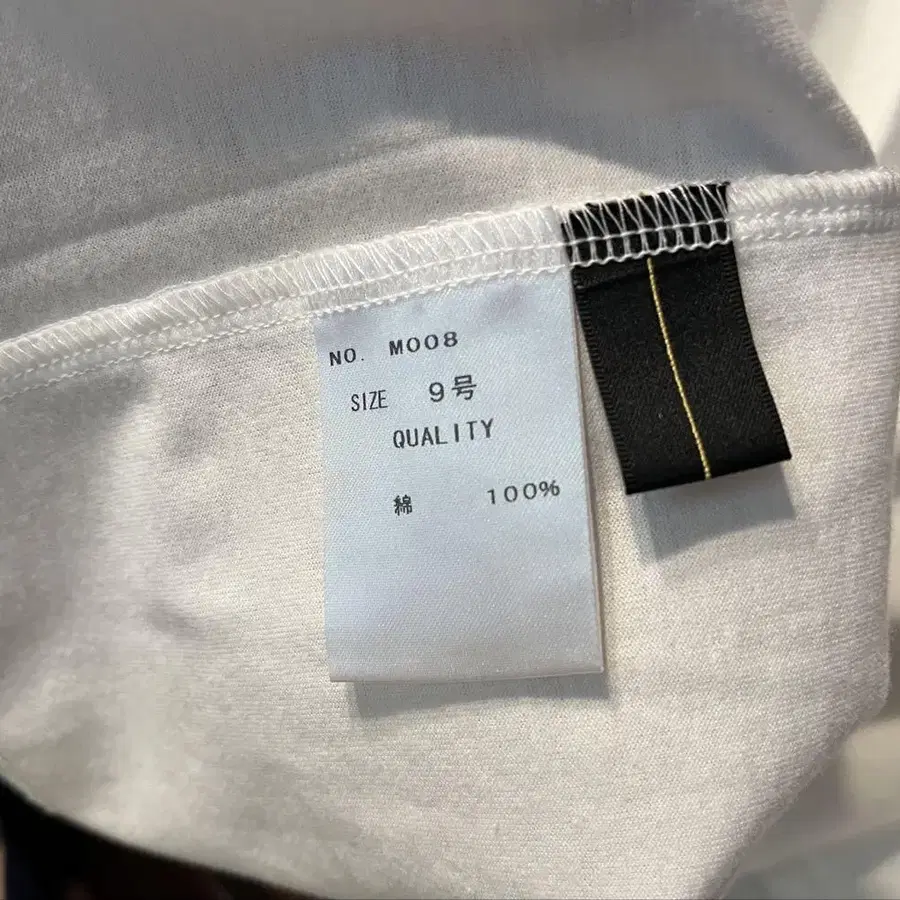 NO. M008
SIZE 9号
QUALITY
綿 100%